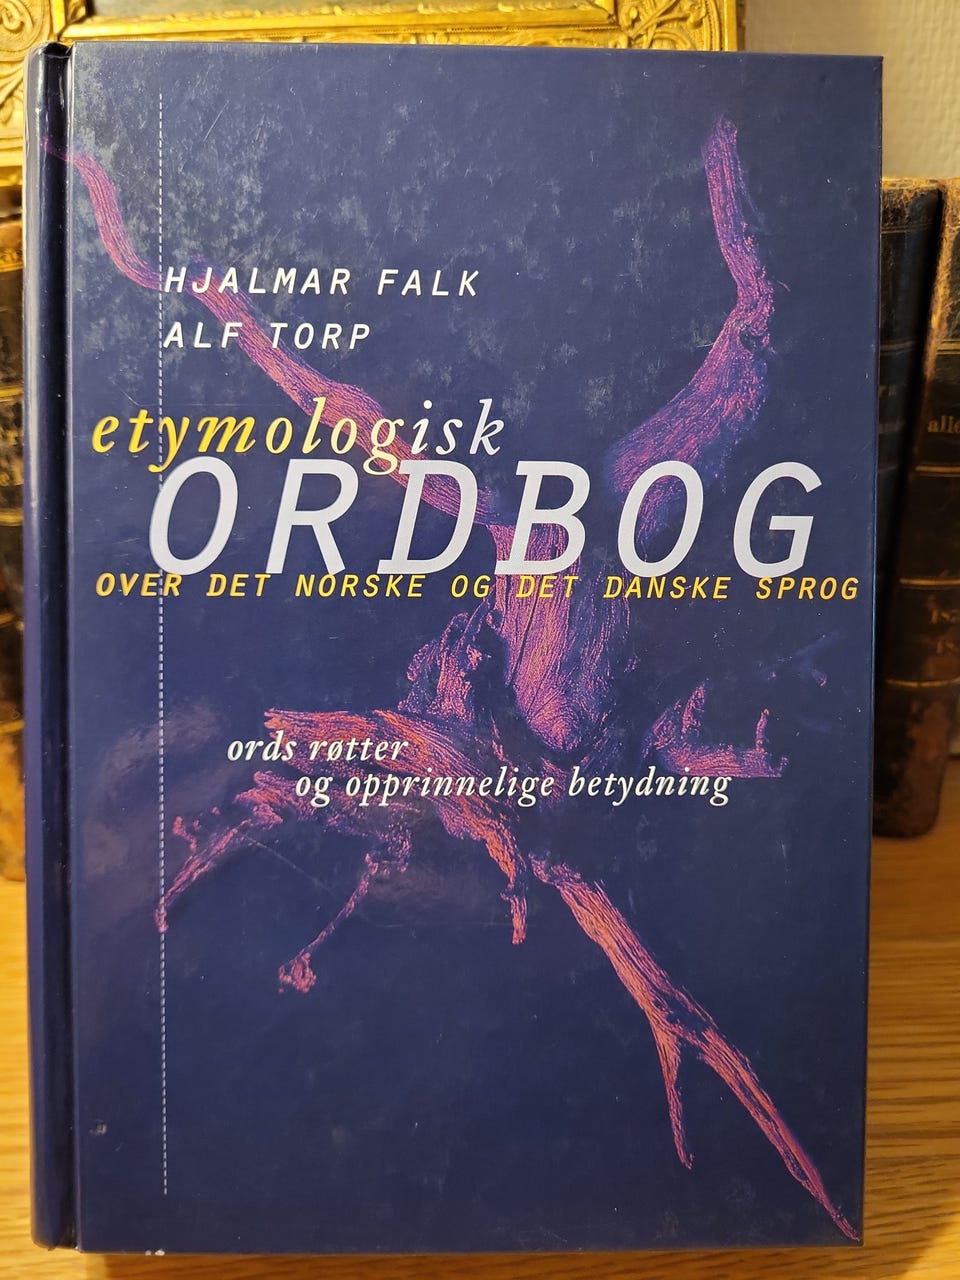 HJALMAR FALK
ALF TORP
etymologisk
ORDBOG
OVER DET NORSKE OG DET DANSKE SPROG
ords røtter
og opprinnelige betydning